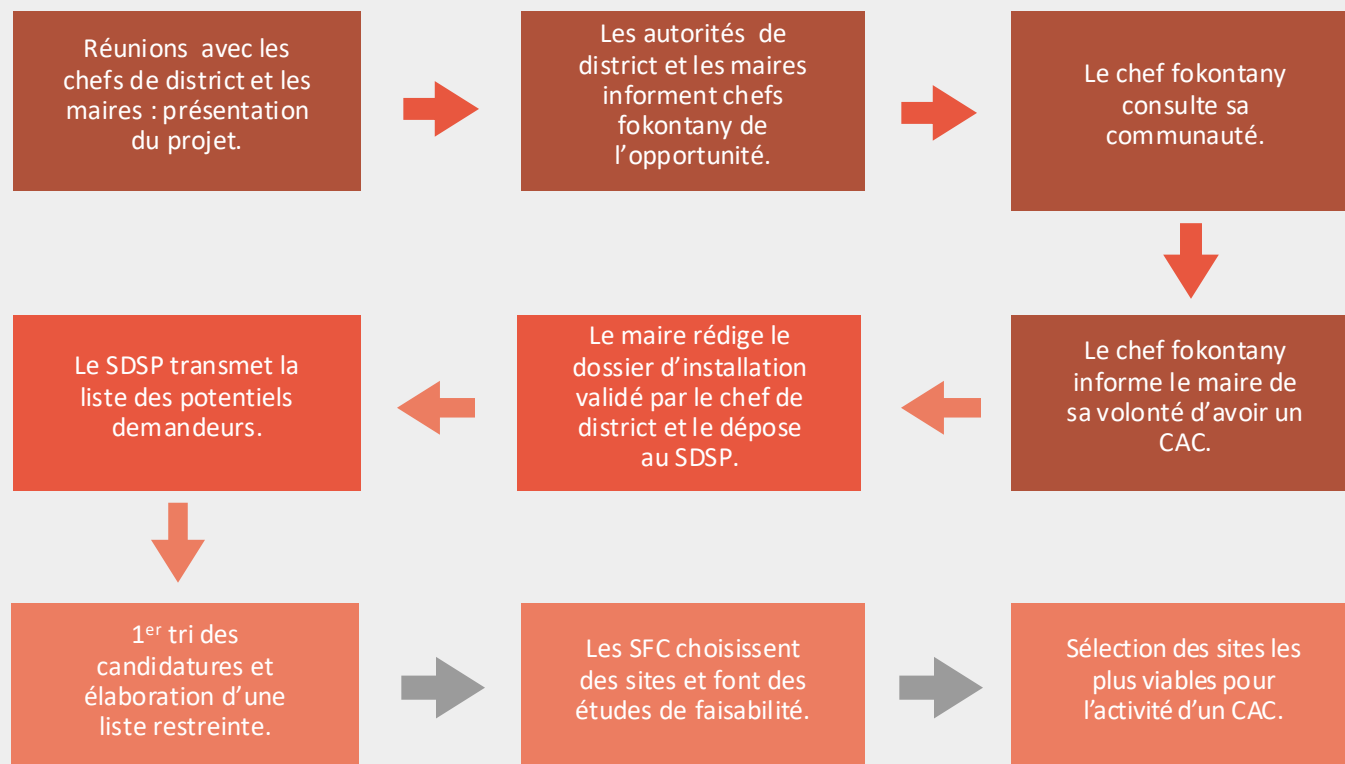 Réunions avec les
chefs de district et les
maires : présentation
du projet.
Les autorités de
district et les maires
informent chefs
fokontany de
l’opportunité.
Le chef fokontany
consulte sa
communauté.
Le chef fokontany
informe le maire de
sa volonté d’avoir un
CAC.
Le maire rédige le
dossier d’installation
validé par le chef de
district et le dépose
au SDSP.
Le SDSP transmet la
liste des potentiels
demandeurs.
1er tri des
candidatures et
élaboration d’une
liste restreinte.
Les SFC choisissent
des sites et font des
études de faisabilité.
Sélection des sites les
plus viables pour
l’activité d’un CAC.